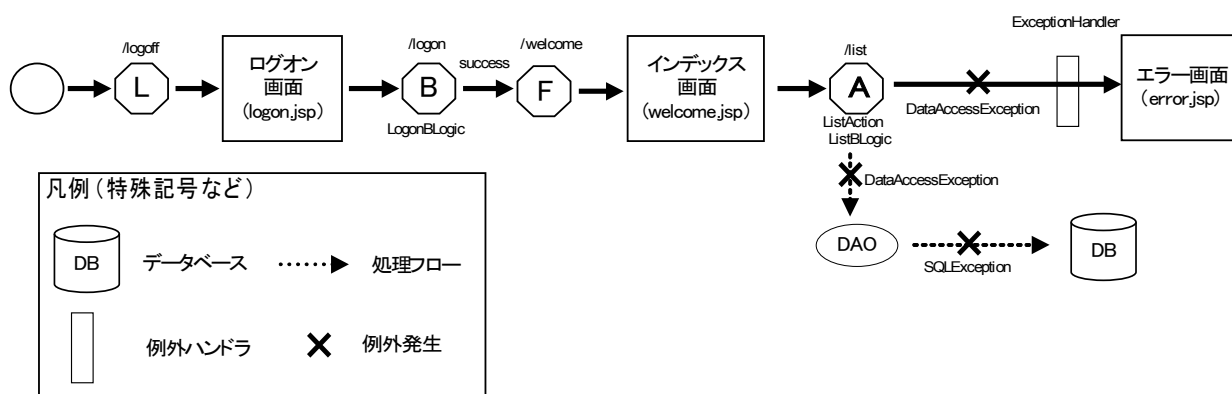 ExceptionHandler
/logoff
L
ログオン
画面
(logon.jsp)
/logon
B
LogonBLogic
success
/welcome
F
インデックス
画面
(welcome.jsp)
/list
A
ListAction
ListBLogic
DataAccessException
エラー画面
(error.jsp)
DataAccessException
DAO
SQLException
DB
凡例(特殊記号など)
DB
データベース
処理フロー
例外ハンドラ
例外発生